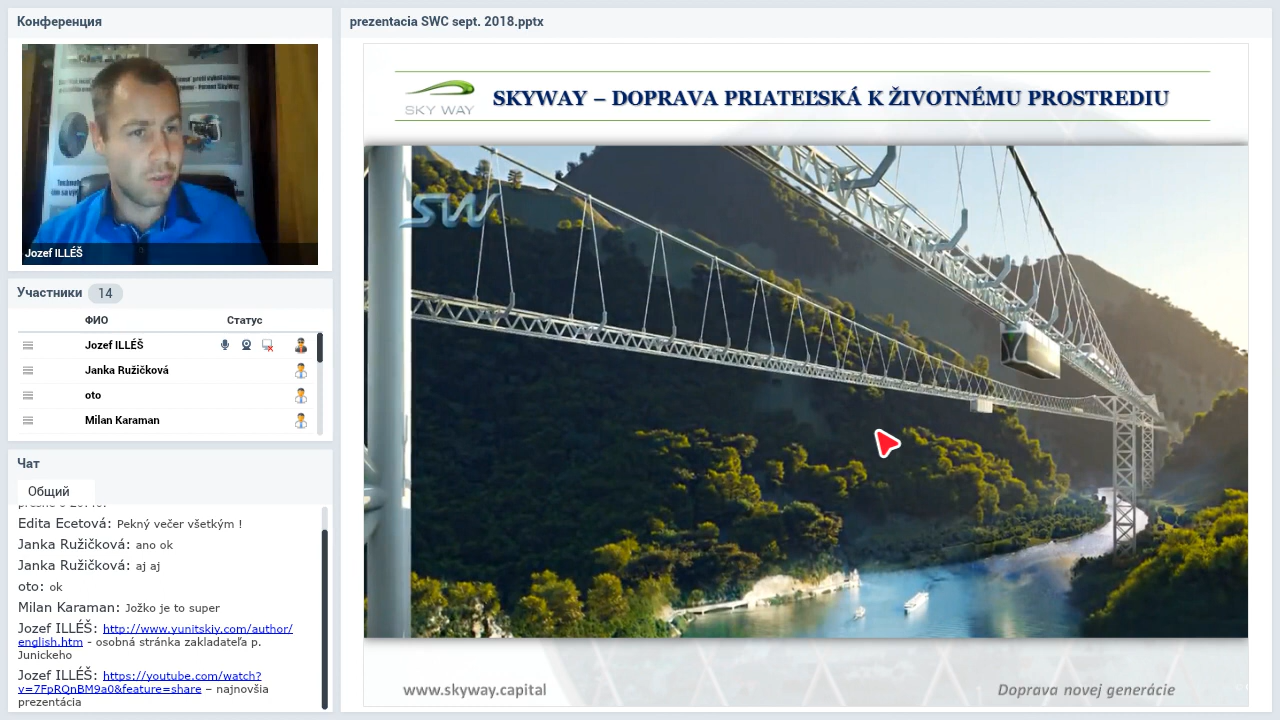 Конференция
Jozef ILLÉŠ
Участники 14
ФИО Статус
Jozef ILLÉŠ
Janka Ružičková
oto
Milan Karaman
Чат
Общий
Edita Ecetová: Pekný večer všetkým !
Janka Ružičková: ano ok
Janka Ružičková: aj aj
oto: ok
Milan Karaman: Jožko je to super
Jozef ILLÉŠ: http://www.yunitskiy.com/author/
english.htm - osobná stránka zakladateľa p.
Junickeho
Jozef ILLÉŠ: https://youtube.com/watch?
v=7FpRQnBM9a0&feature=share – najnovšia
prezentácia
prezentacia SWC sept. 2018.pptx
SKY WAY
SKYWAY – DOPRAVA PRIATEĽSKÁ K ŽIVOTNÉMU PROSTREDIU
SW
www.skyway.capital
Doprava novej generácie